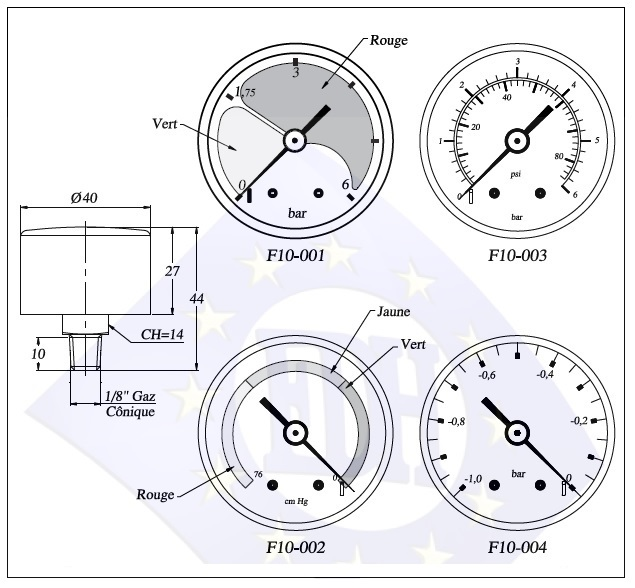 Rouge
3
1,75
Vert
0
6
bar
F10-001
3
2
4
40
20
1
5
80
psi
0
6
bar
F10-003
Ø40
27
44
CH=14
10
1/8" Gaz
Cônique
Jaune
Vert
76
0
Rouge
cm Hg
F10-002
-0,6
-0,4
-0,8
-0,2
bar
-1,0
0
F10-004